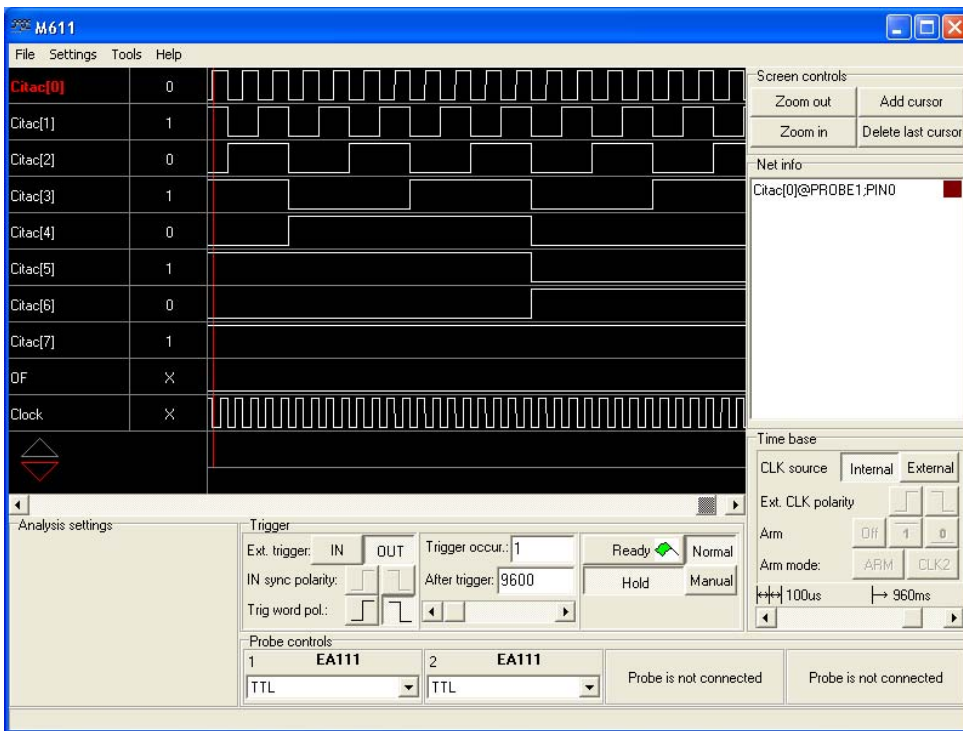 M611
File Settings Tools Help
Citac[0] 0
Citac[1] 1
Citac[2] 0
Citac[3] 1
Citac[4] 0
Citac[5] 1
Citac[6] 0
Citac[7] 1
OF X
Clock X
Screen controls
Zoom out Add cursor
Zoom in Delete last cursor
Net info
Citac[0]@PROBE1;PIN0
Time base
CLK source Internal External
Ext. CLK polarity
Arm Off 1 0
Arm mode: ARM CLK2
100us 960ms
Analysis settings
Trigger
Ext. trigger: IN OUT Trigger occur.: 1 Ready Normal
IN sync polarity: After trigger: 9600 Hold Manual
Trig word pol.:
Probe controls
1 EA111 2 EA111 Probe is not connected Probe is not connected
TTL TTL